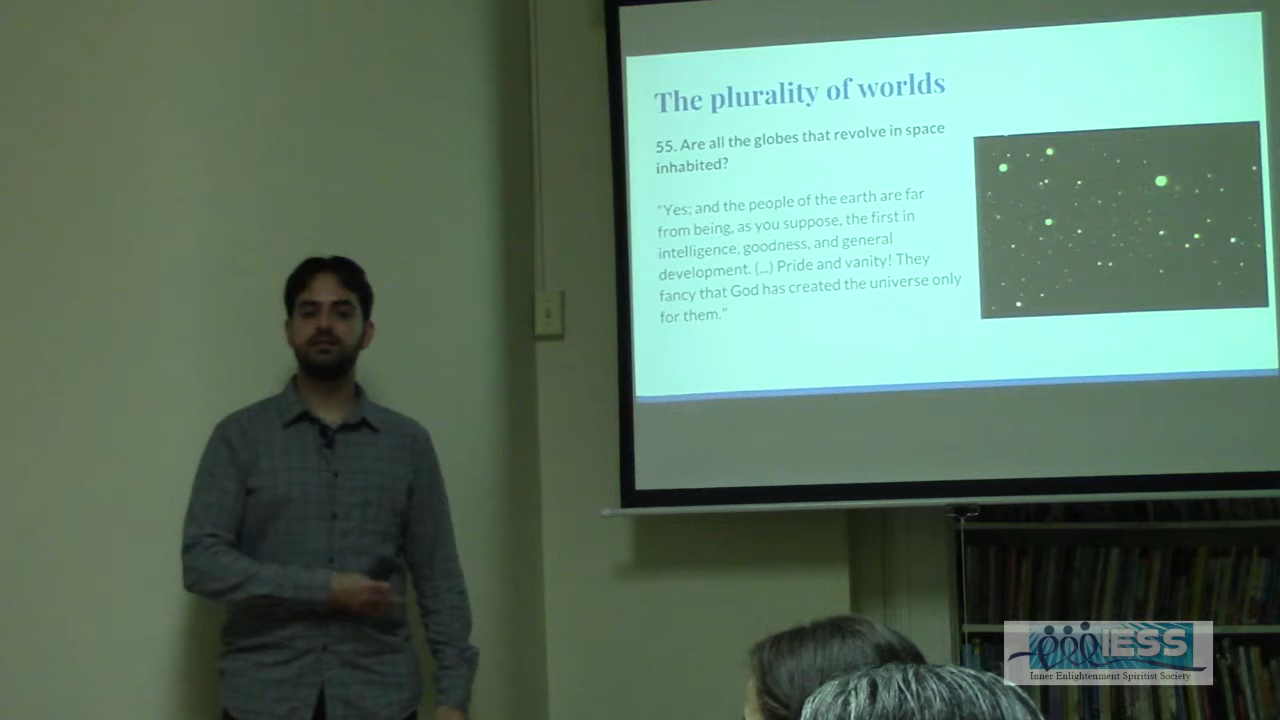 The plurality of worlds
55. Are all the globes that revolve in space
inhabited?
"Yes; and the people of the earth are far
from being, as you suppose, the first in
intelligence, goodness, and general
development. (...) Pride and vanity! They
fancy that God has created the universe only
for them."
IESS
Inner Enlightenment Spiritist Society